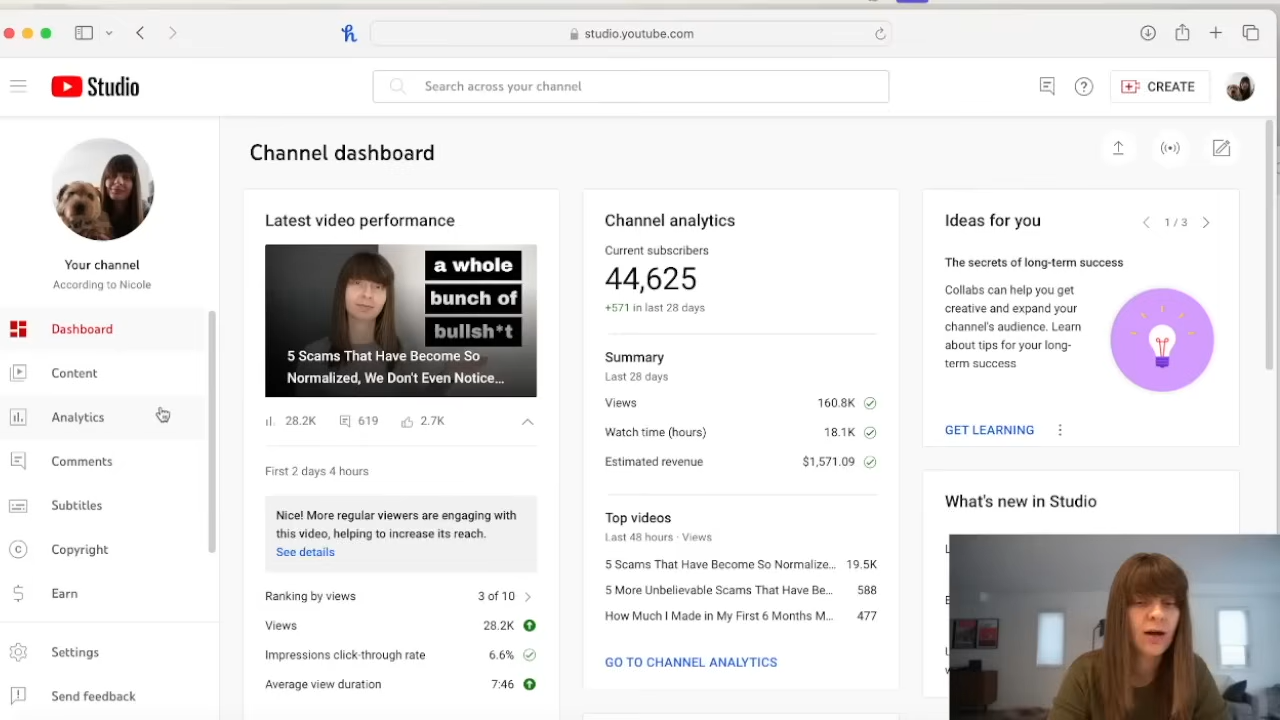 studio.youtube.com
Studio
Search across your channel
CREATE
Your channel
According to Nicole
Dashboard
Content
Analytics
Comments
Subtitles
Copyright
Earn
Settings
Send feedback
Channel dashboard
Latest video performance
a whole
bunch of
bullsh*t
5 Scams That Have Become So
Normalized, We Don't Even Notice...
28.2K 619 2.7K
First 2 days 4 hours
Nice! More regular viewers are engaging with
this video, helping to increase its reach.
See details
Ranking by views 3 of 10
Views 28.2K
Impressions click-through rate 6.6%
Average view duration 7:46
Channel analytics
Current subscribers
44,625
+571 in last 28 days
Summary
Last 28 days
Views 160.8K
Watch time (hours) 18.1K
Estimated revenue $1,571.09
Top videos
Last 48 hours · Views
5 Scams That Have Become So Normalize... 19.5K
5 More Unbelievable Scams That Have Be... 588
How Much I Made in My First 6 Months M... 477
GO TO CHANNEL ANALYTICS
Ideas for you
1 / 3
The secrets of long-term success
Collabs can help you get
creative and expand your
channel's audience. Learn
about tips for your long-
term success
GET LEARNING
What's new in Studio